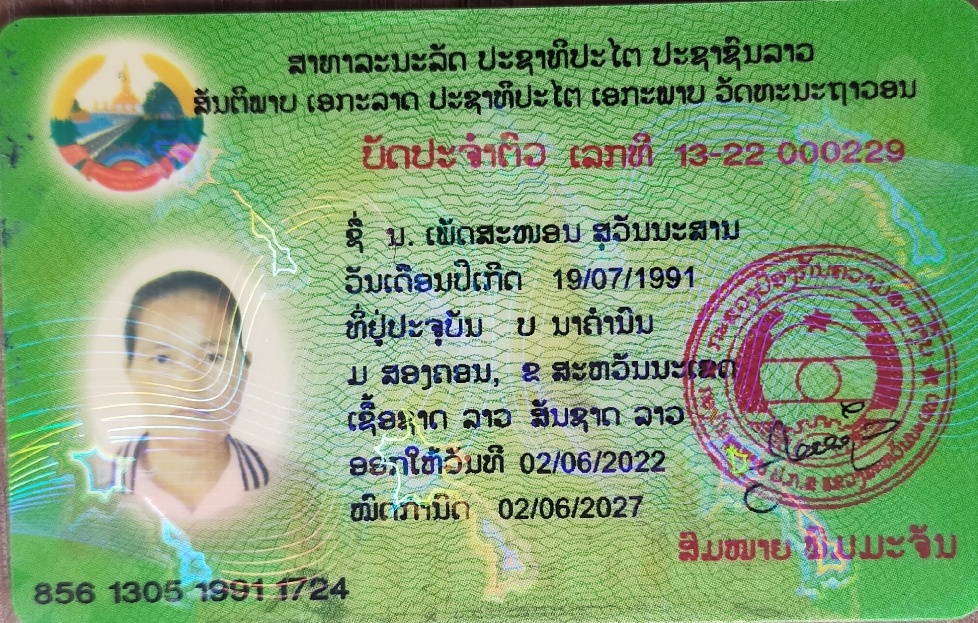 ສາທາລະນະລັດ ປະຊາທິປະໄຕ ປະຊາຊົນລາວ
ສັນຕິພາບ ເອກະລາດ ປະຊາທິປະໄຕ ເອກະພາບ ວັດທະນະຖາວອນ
ບັດປະຈຳຕົວ ເລກທີ 13-22 000229
ຊື່ ນ. ເພັດສະໝອນ ສຸວັນນະສານ
ວັນເດືອນປີເກີດ 19/07/1991
ທີ່ຢູ່ປະຈຸບັນ ບ ນາຄຳນົນ
ມ ສອງຄອນ, ຂ ສະຫວັນນະເຂດ
ເຊື້ອຊາດ ລາວ ສັນຊາດ ລາວ
ອອກໃຫ້ວັນທີ 02/06/2022
ໝົດກຳນົດ 02/06/2027
ສົມໝາຍ ທິມມະຈັນ
856 1305 1991 1724